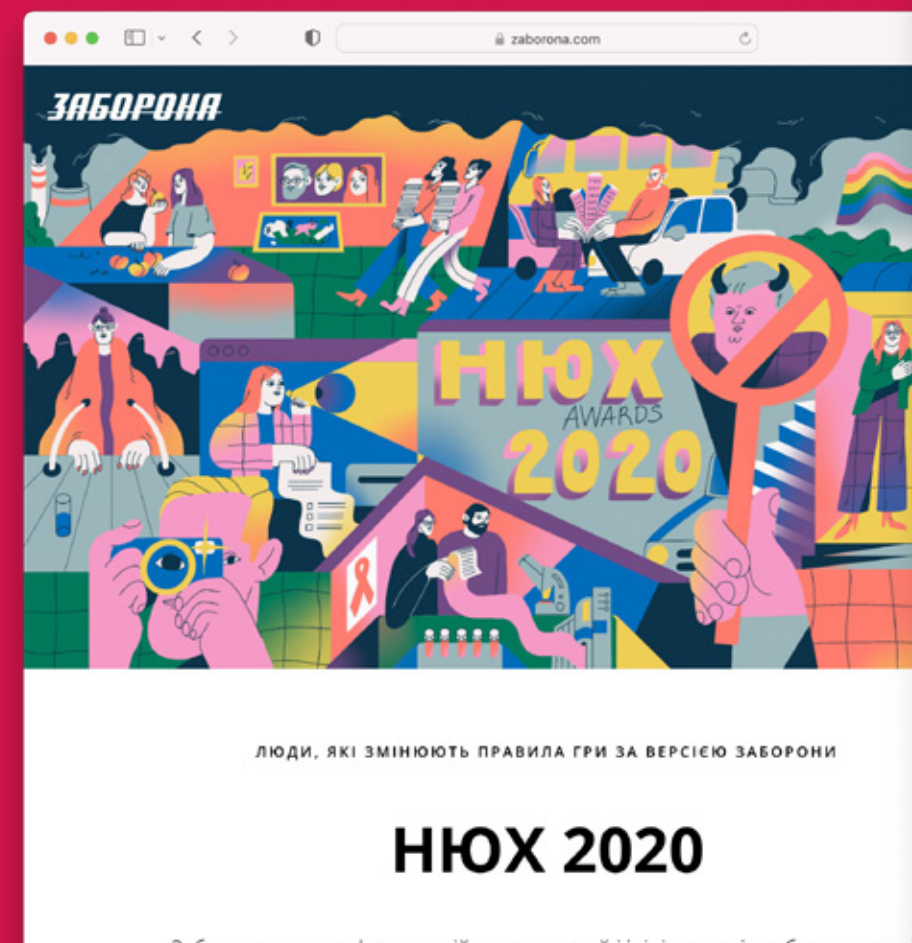 zaborona.com
ЗАБОРОНА
НЮХ
AWARDS
2020
ЛЮДИ, ЯКІ ЗМІНЮЮТЬ ПРАВИЛА ГРИ ЗА ВЕРСІЄЮ ЗАБОРОНИ
НЮХ 2020